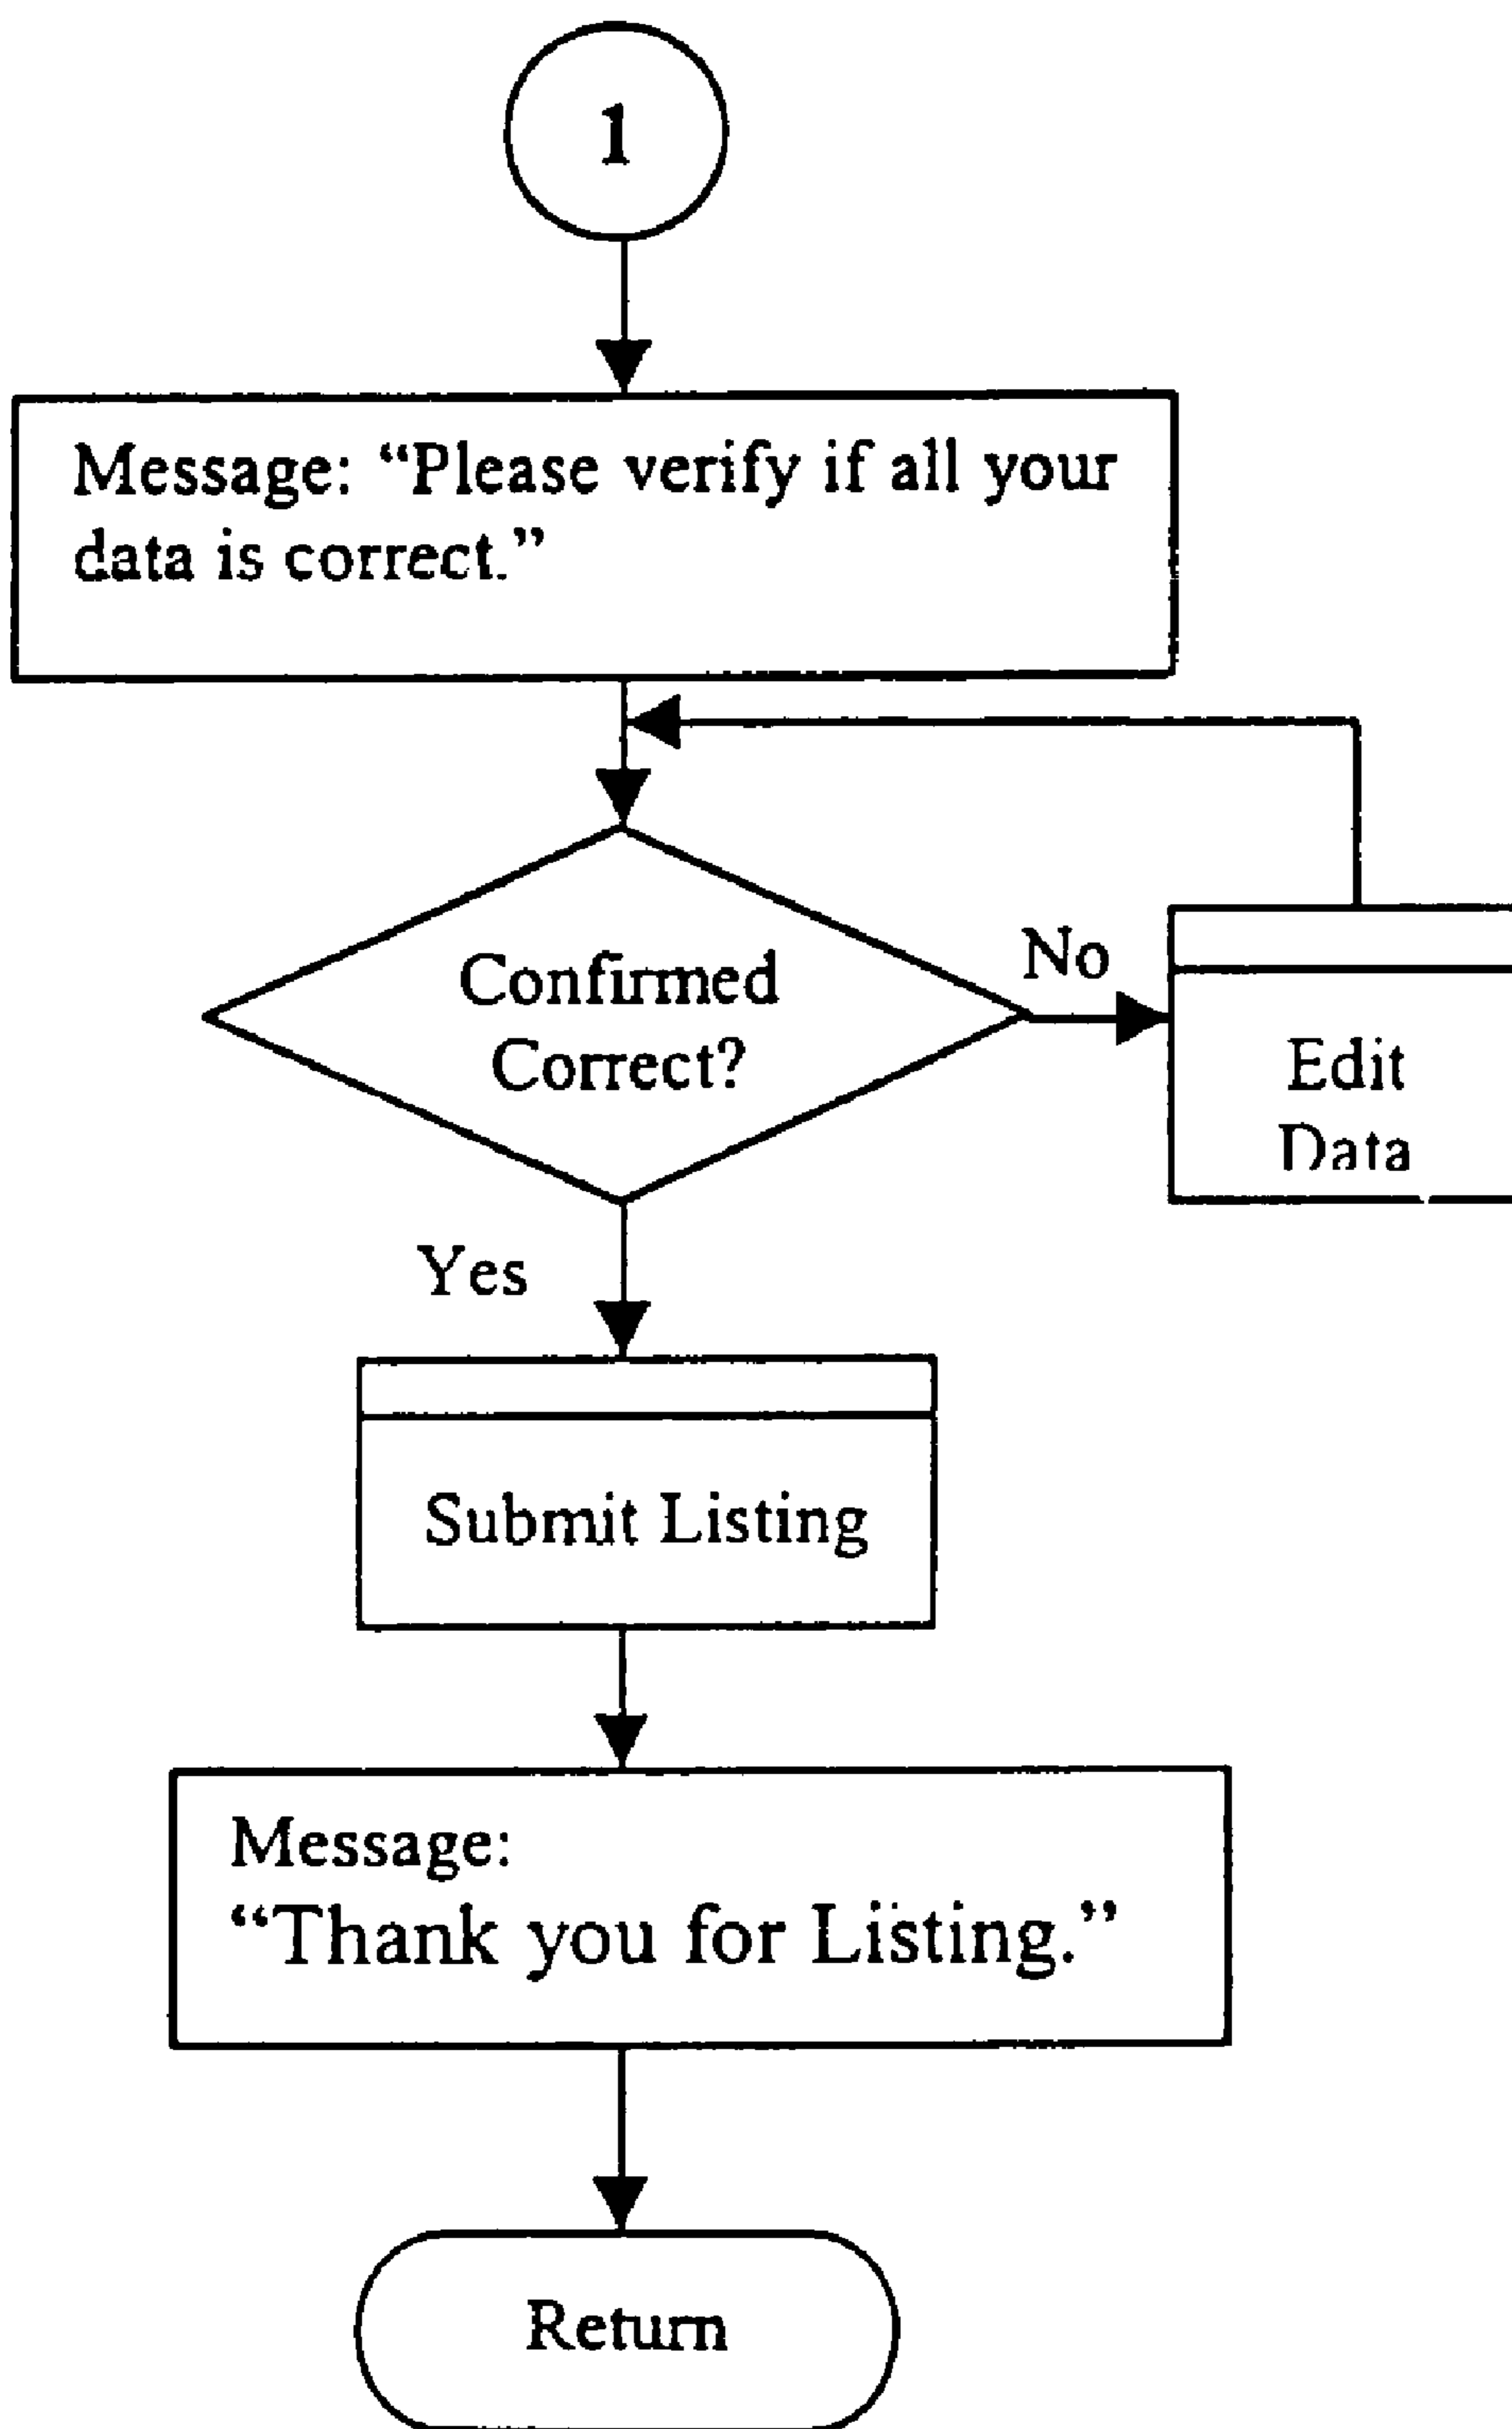 1
Message: “Please verify if all your
data is correct.”
Confirmed
Correct?
No
Edit
Data
Yes
Submit Listing
Message:
“Thank you for Listing.”
Return